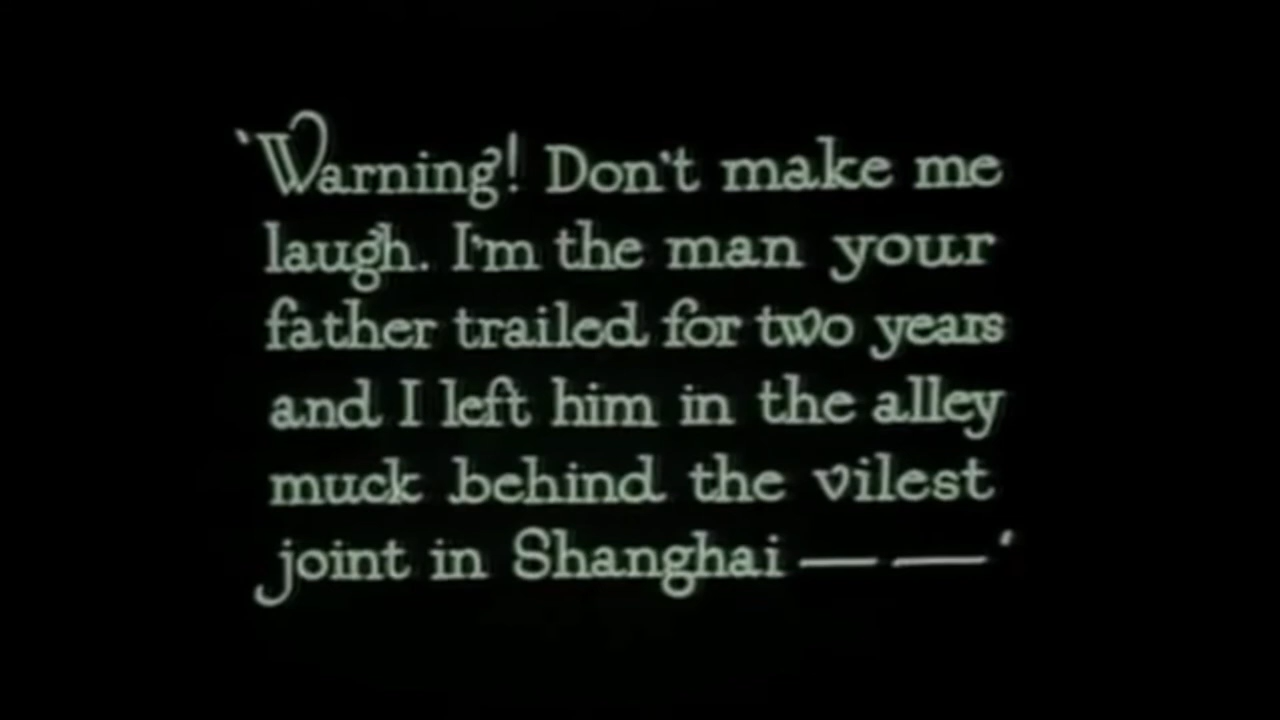 'Warning! Don't make me
laugh. I'm the man your
father trailed for two years
and I left him in the alley
muck behind the vilest
joint in Shanghai — — '